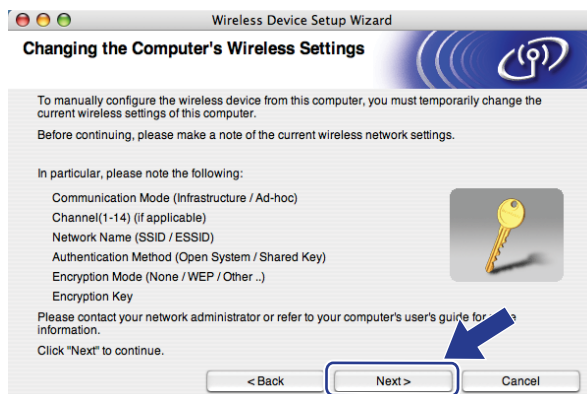 Wireless Device Setup Wizard
Changing the Computer's Wireless Settings
To manually configure the wireless device from this computer, you must temporarily change the
current wireless settings of this computer.
Before continuing, please make a note of the current wireless network settings.
In particular, please note the following:
Communication Mode (Infrastructure / Ad-hoc)
Channel(1-14) (if applicable)
Network Name (SSID / ESSID)
Authentication Method (Open System / Shared Key)
Encryption Mode (None / WEP / Other ..)
Encryption Key
Please contact your network administrator or refer to your computer's user's guide for
information.
Click "Next" to continue.
< Back Next > Cancel